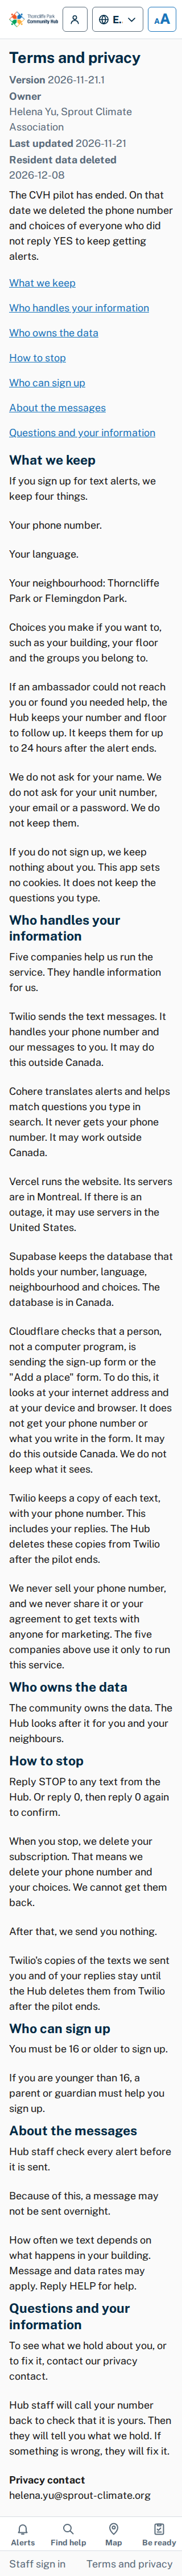 Thorncliffe Park
Community Hub
E.
AA
Terms and privacy
Version 2026-11-21.1
Owner
Helena Yu, Sprout Climate
Association
Last updated 2026-11-21
Resident data deleted
2026-12-08
The CVH pilot has ended. On that
date we deleted the phone number
and choices of everyone who did
not reply YES to keep getting
alerts.
What we keep
Who handles your information
Who owns the data
How to stop
Who can sign up
About the messages
Questions and your information
What we keep
If you sign up for text alerts, we
keep four things.
Your phone number.
Your language.
Your neighbourhood: Thorncliffe
Park or Flemingdon Park.
Choices you make if you want to,
such as your building, your floor
and the groups you belong to.
If an ambassador could not reach
you or found you needed help, the
Hub keeps your number and floor
to follow up. It keeps them for up
to 24 hours after the alert ends.
We do not ask for your name. We
do not ask for your unit number,
your email or a password. We do
not keep them.
If you do not sign up, we keep
nothing about you. This app sets
no cookies. It does not keep the
questions you type.
Who handles your
information
Five companies help us run the
service. They handle information
for us.
Twilio sends the text messages. It
handles your phone number and
our messages to you. It may do
this outside Canada.
Cohere translates alerts and helps
match questions you type in
search. It never gets your phone
number. It may work outside
Canada.
Vercel runs the website. Its servers
are in Montreal. If there is an
outage, it may use servers in the
United States.
Supabase keeps the database that
holds your number, language,
neighbourhood and choices. The
database is in Canada.
Cloudflare checks that a person,
not a computer program, is
sending the sign-up form or the
"Add a place" form. To do this, it
looks at your internet address and
at your device and browser. It does
not get your phone number or
what you write in the form. It may
do this outside Canada. We do not
keep what it sees.
Twilio keeps a copy of each text,
with your phone number. This
includes your replies. The Hub
deletes these copies from Twilio
after the pilot ends.
We never sell your phone number,
and we never share it or your
agreement to get texts with
anyone for marketing. The five
companies above use it only to run
this service.
Who owns the data
The community owns the data. The
Hub looks after it for you and your
neighbours.
How to stop
Reply STOP to any text from the
Hub. Or reply 0, then reply 0 again
to confirm.
When you stop, we delete your
subscription. That means we
delete your phone number and
your choices. We cannot get them
back.
After that, we send you nothing.
Twilio's copies of the texts we sent
you and of your replies stay until
the Hub deletes them from Twilio
after the pilot ends.
Who can sign up
You must be 16 or older to sign up.
If you are younger than 16, a
parent or guardian must help you
sign up.
About the messages
Hub staff check every alert before
it is sent.
Because of this, a message may
not be sent overnight.
How often we text depends on
what happens in your building.
Message and data rates may
apply. Reply HELP for help.
Questions and your
information
To see what we hold about you, or
to fix it, contact our privacy
contact.
Hub staff will call your number
back to check that it is yours. Then
they will tell you what we hold. If
something is wrong, they will fix it.
Privacy contact
helena.yu@sprout-climate.org
Alerts Find help Map Be ready
Staff sign in Terms and privacy